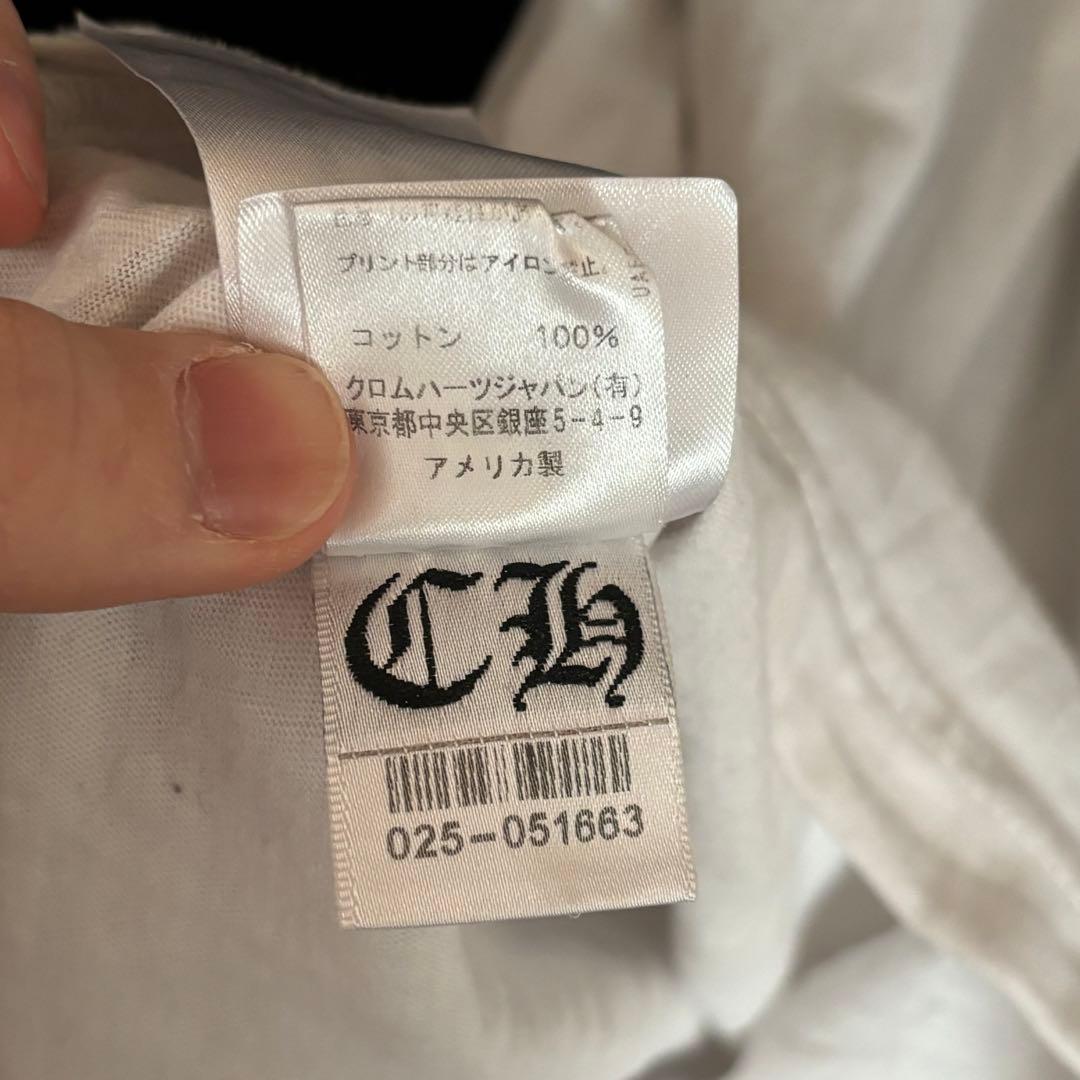 プリント部分はアイロン 止。
コットン 100%
クロムハーツジャパン(有)
東京都中央区銀座5-4-9
アメリカ製
CH
025-051663